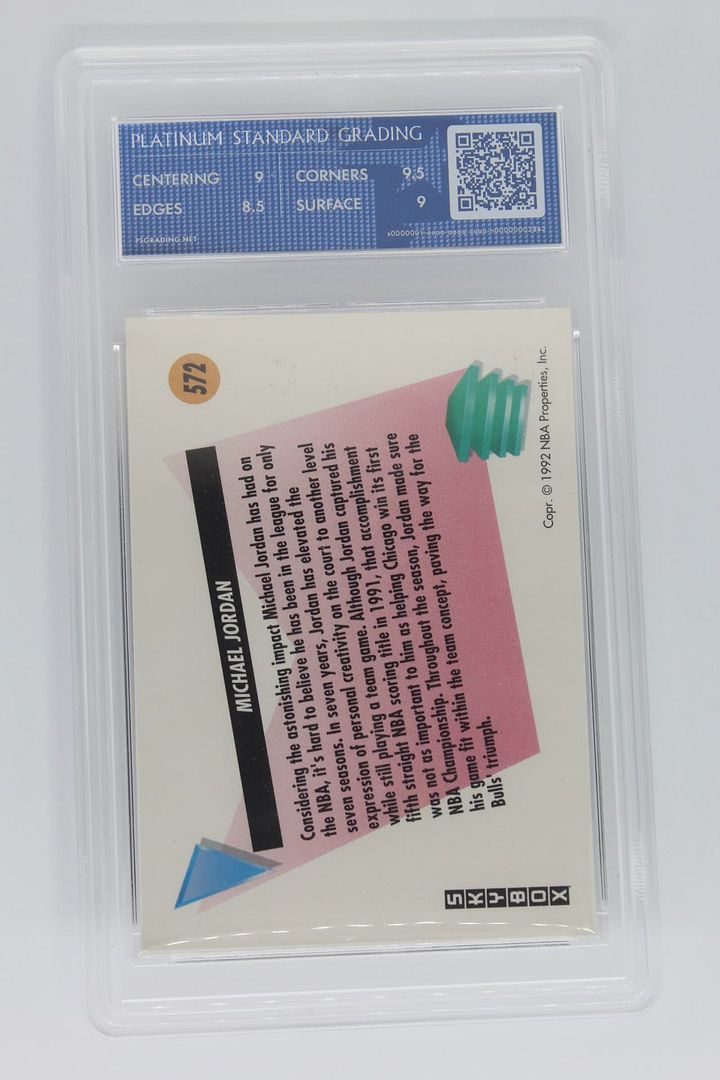 PLATINUM STANDARD GRADING
CENTERING 9
CORNERS 9.5
EDGES 8.5
SURFACE 9
PSGRADING.NET
s0000001-aaaa-aaaa-aaaa-h00000003842
572
MICHAEL JORDAN
Considering the astonishing impact Michael Jordan has had on
the NBA, it's hard to believe he has been in the league for only
seven seasons. In seven years, Jordan has elevated the
expression of personal creativity on the court to another level
while still playing a team game. Although Jordan captured his
fifth straight NBA scoring title in 1991, that accomplishment
was not as important to him as helping Chicago win its first
NBA Championship. Throughout the season, Jordan made sure
his game fit within the team concept, paving the way for the
Bulls' triumph.
SKYBOX
Copr. © 1992 NBA Properties, Inc.